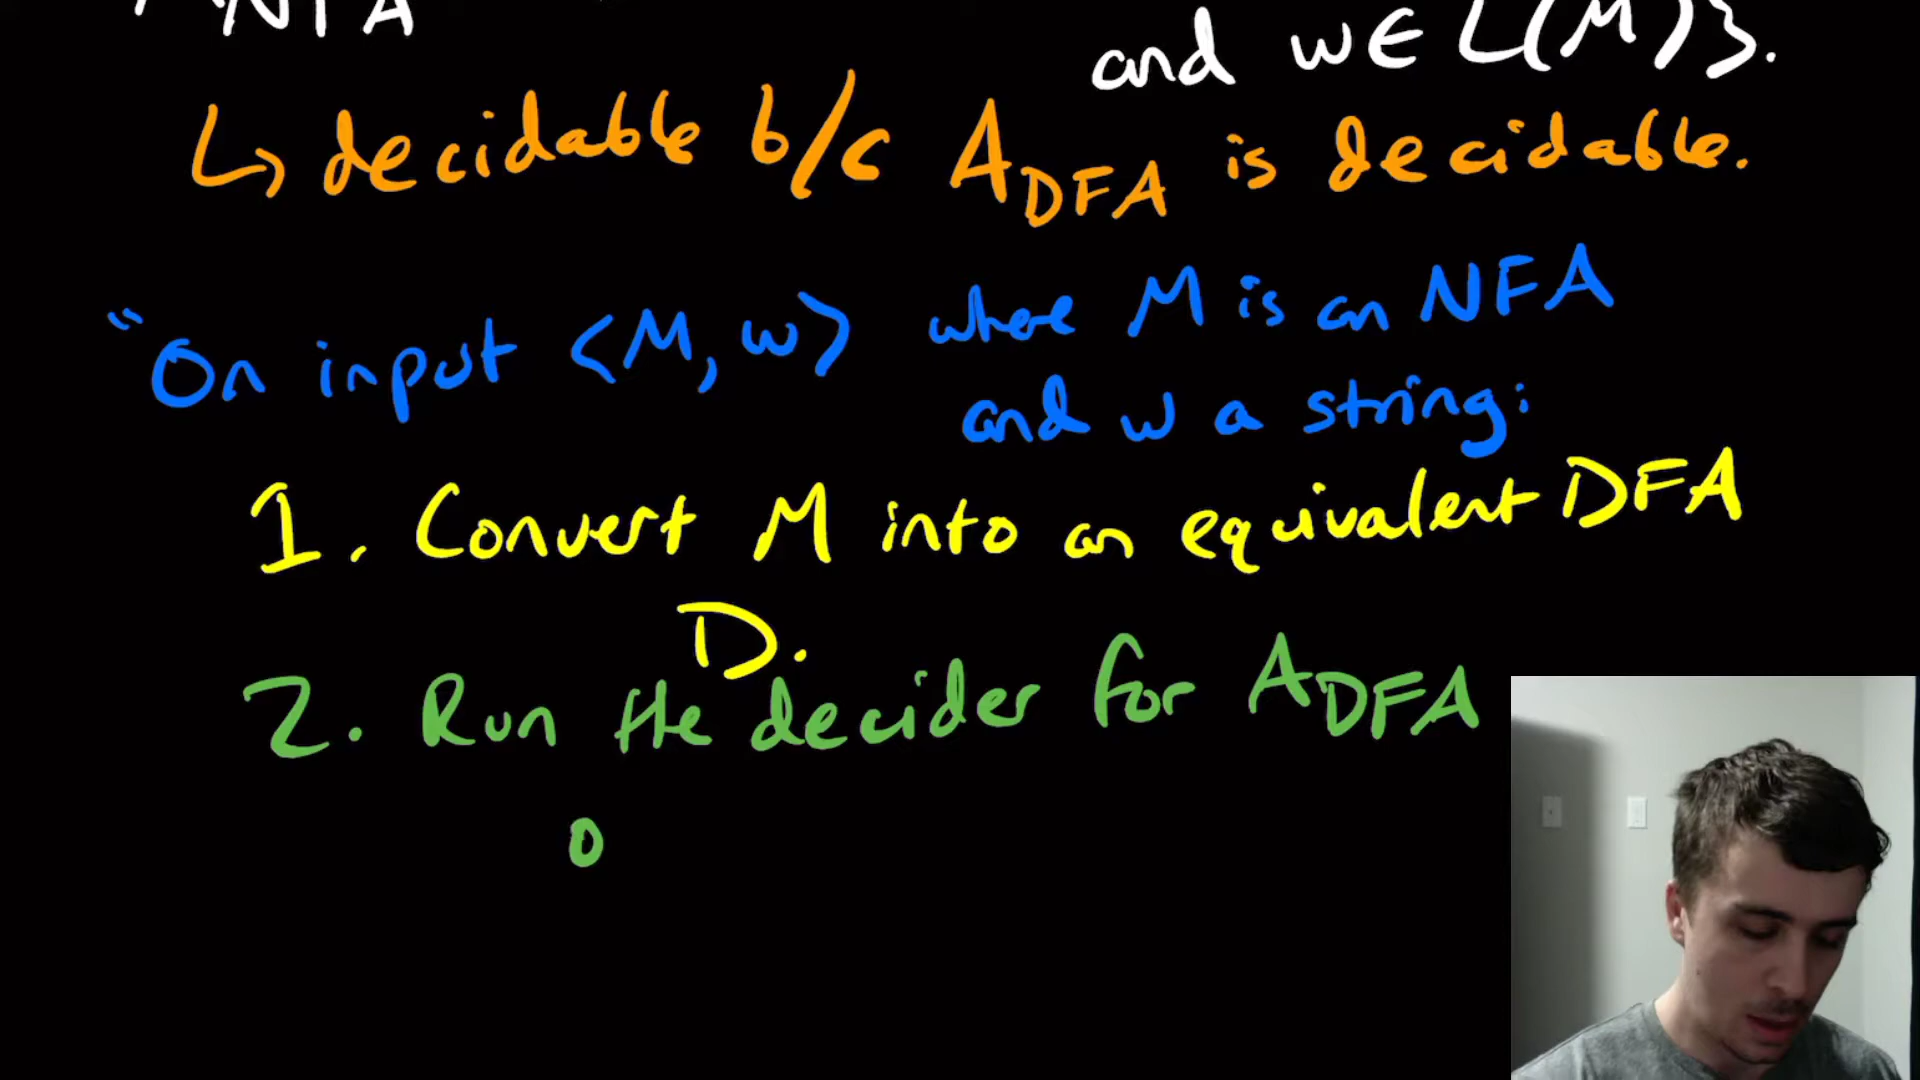 A_NFA
and w ∈ L(M)}.
↳ decidable b/c A_DFA is decidable.
"On input ⟨M, w⟩ where M is an NFA
and w a string:
1. Convert M into an equivalent DFA
D.
2. Run the decider for A_DFA
o